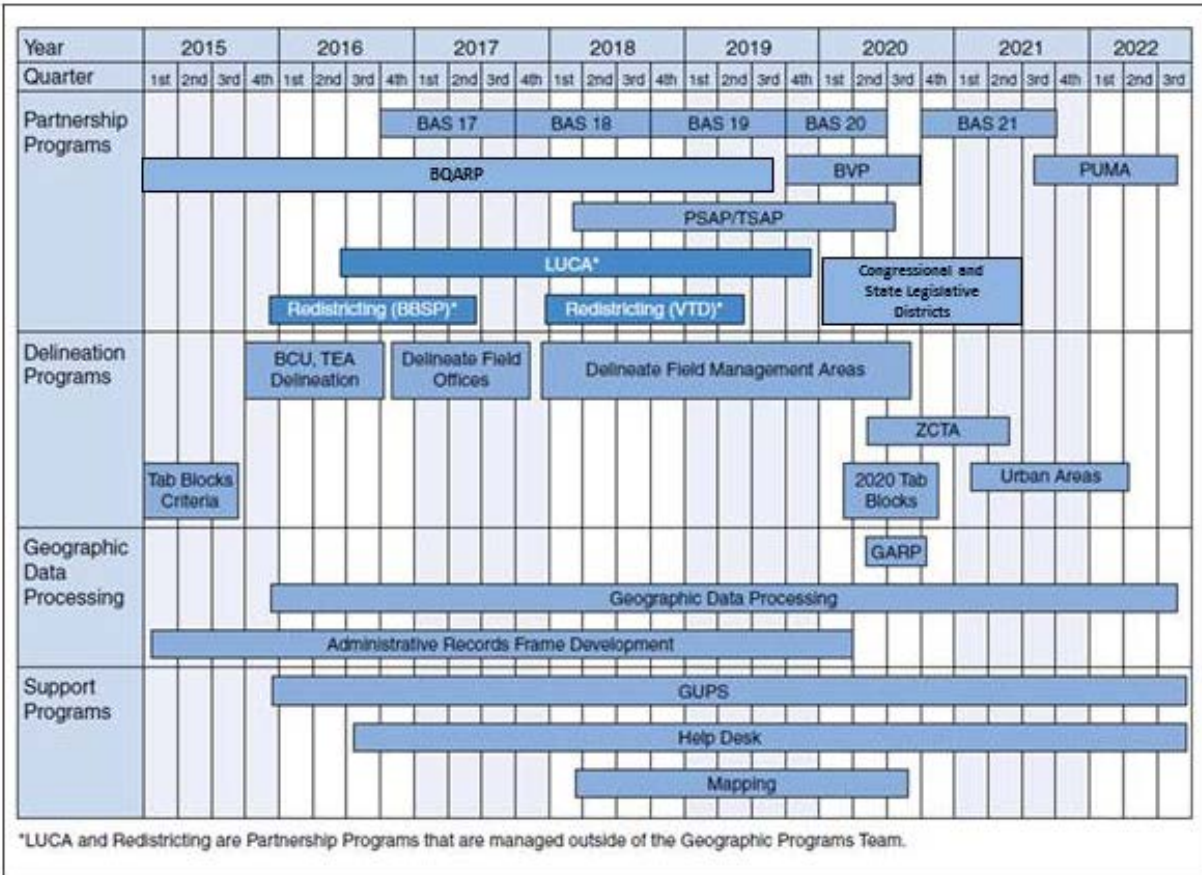 Year 2015 2016 2017 2018 2019 2020 2021 2022
Quarter 1st 2nd 3rd 4th 1st 2nd 3rd 4th 1st 2nd 3rd 4th 1st 2nd 3rd 4th 1st 2nd 3rd 4th 1st 2nd 3rd 4th 1st 2nd 3rd 4th 1st 2nd 3rd
Partnership
Programs
BAS 17 BAS 18 BAS 19 BAS 20 BAS 21
BQARP BVP PUMA
PSAP/TSAP
LUCA*
Congressional and
State Legislative
Districts
Redistricting (BBSP)* Redistricting (VTD)*
Delineation
Programs
BCU, TEA
Delineation
Delineate Field
Offices
Delineate Field Management Areas
ZCTA
Tab Blocks
Criteria
2020 Tab
Blocks
Urban Areas
Geographic
Data
Processing
GARP
Geographic Data Processing
Administrative Records Frame Development
Support
Programs
GUPS
Help Desk
Mapping
*LUCA and Redistricting are Partnership Programs that are managed outside of the Geographic Programs Team.